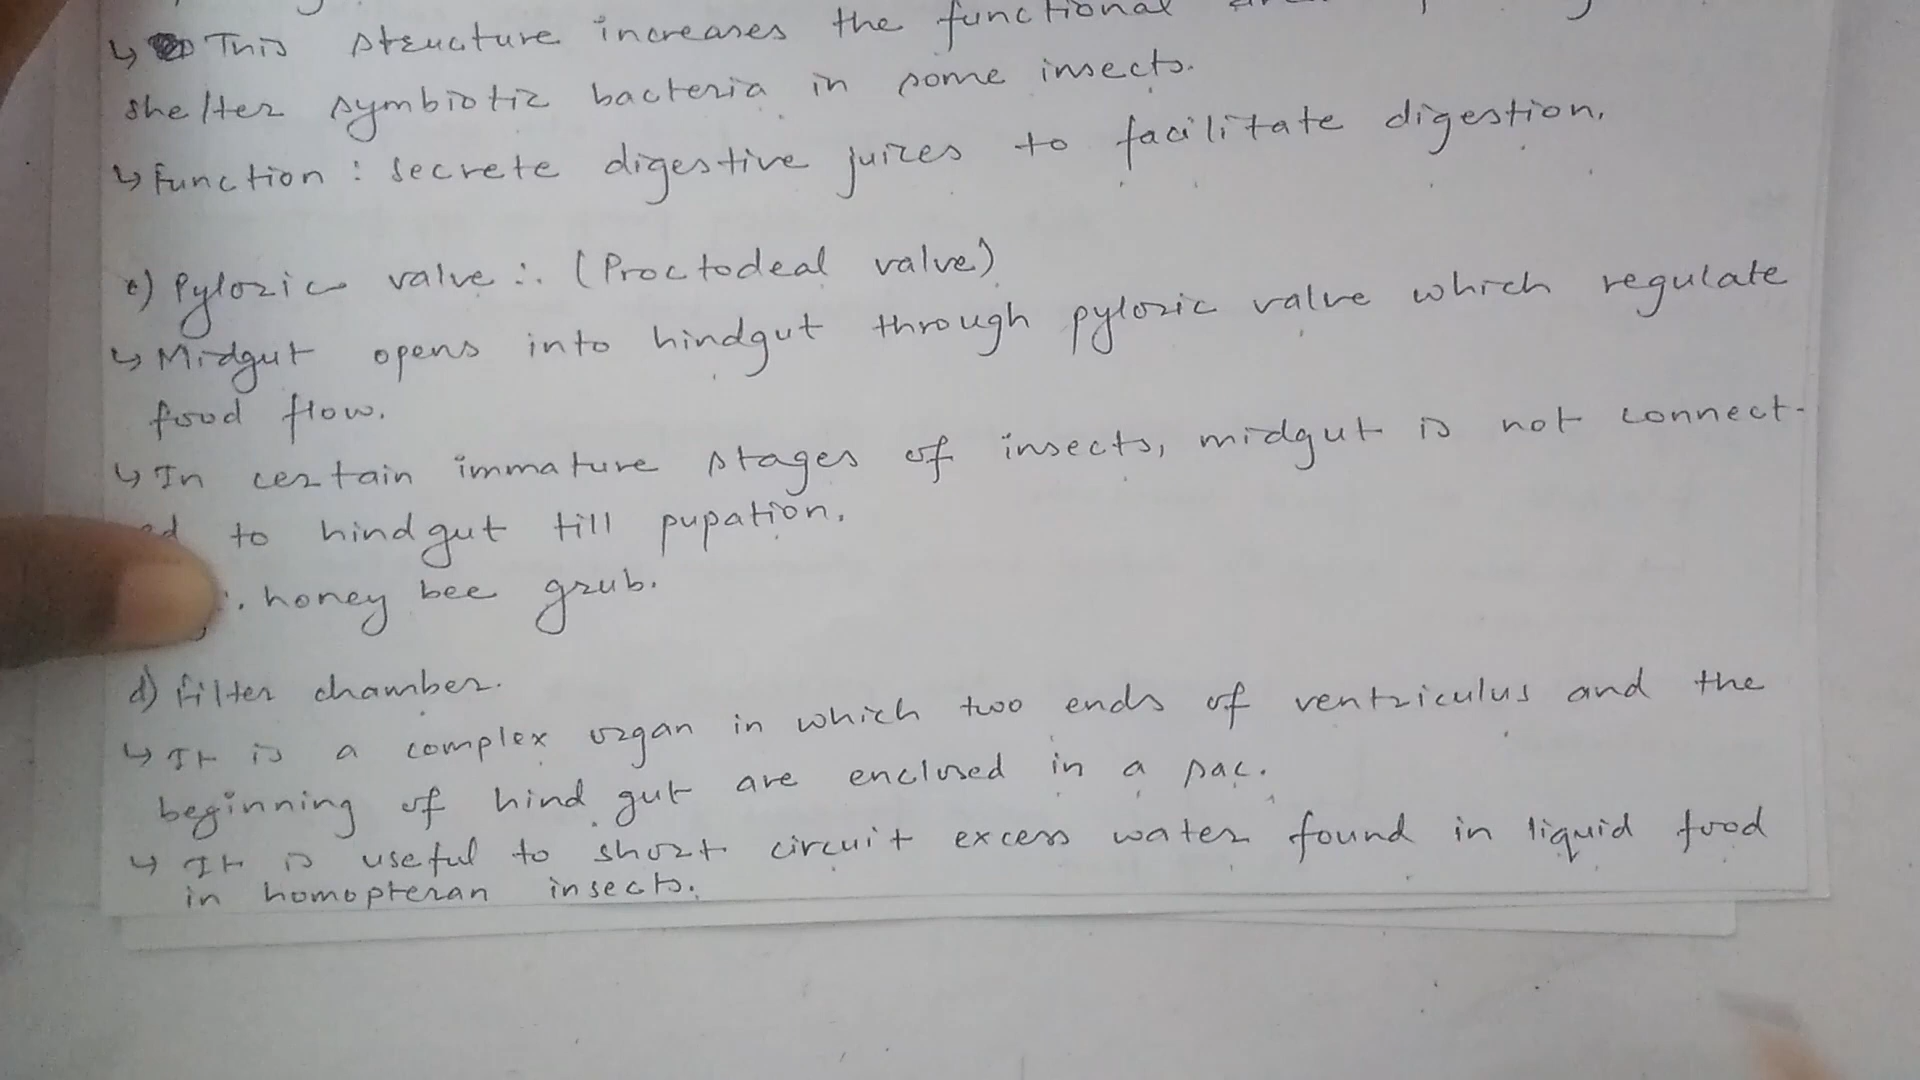 ↳ This structure increases the functional
shelter symbiotic bacteria in some insects.
↳ Function : secrete digestive juices to facilitate digestion.
c) Pyloric valve :. (Proctodeal valve)
↳ Midgut opens into hindgut through pyloric valve which regulate
food flow.
↳ In certain immature stages of insects, midgut is not connect-
ed to hindgut till pupation.
honey bee grub.
d) filter chamber.
↳ It is a complex organ in which two ends of ventriculus and the
beginning of hind gut are enclosed in a sac.
↳ It is useful to short circuit excess water found in liquid food
in homopteran insects.